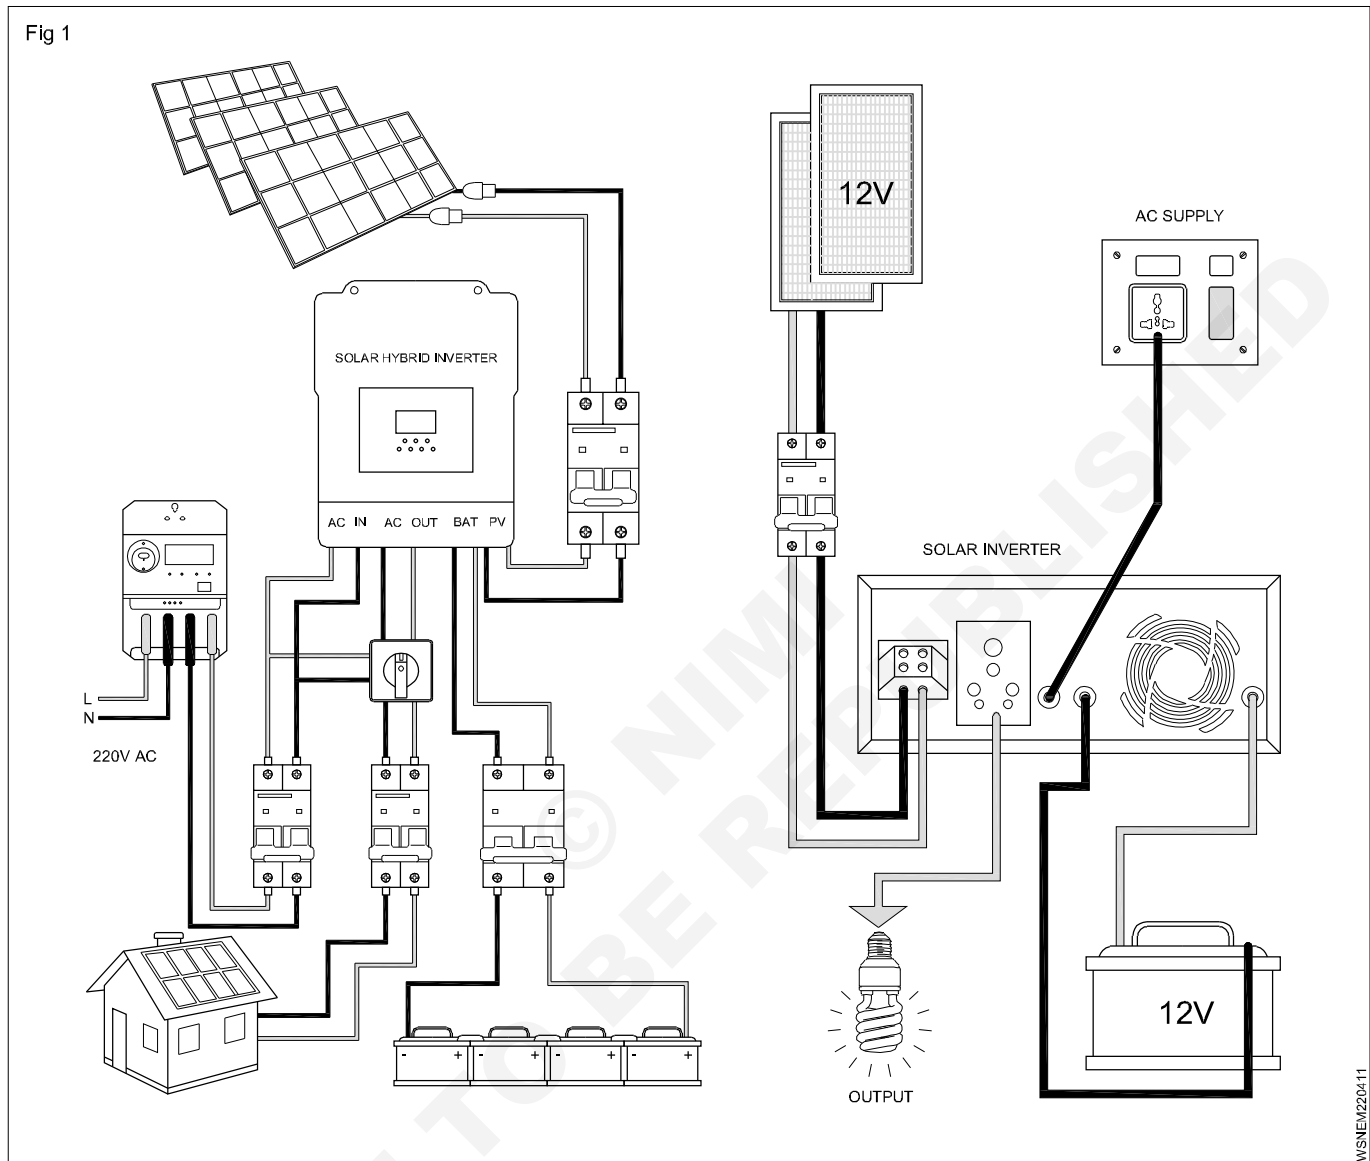 Fig 1
12V
AC SUPPLY
SOLAR HYBRID INVERTER
AC IN AC OUT BAT PV
SOLAR INVERTER
L
N
220V AC
- + - + - + - +
12V
OUTPUT
WSNEM220411
© NIMI
TO BE REPUBLISHED